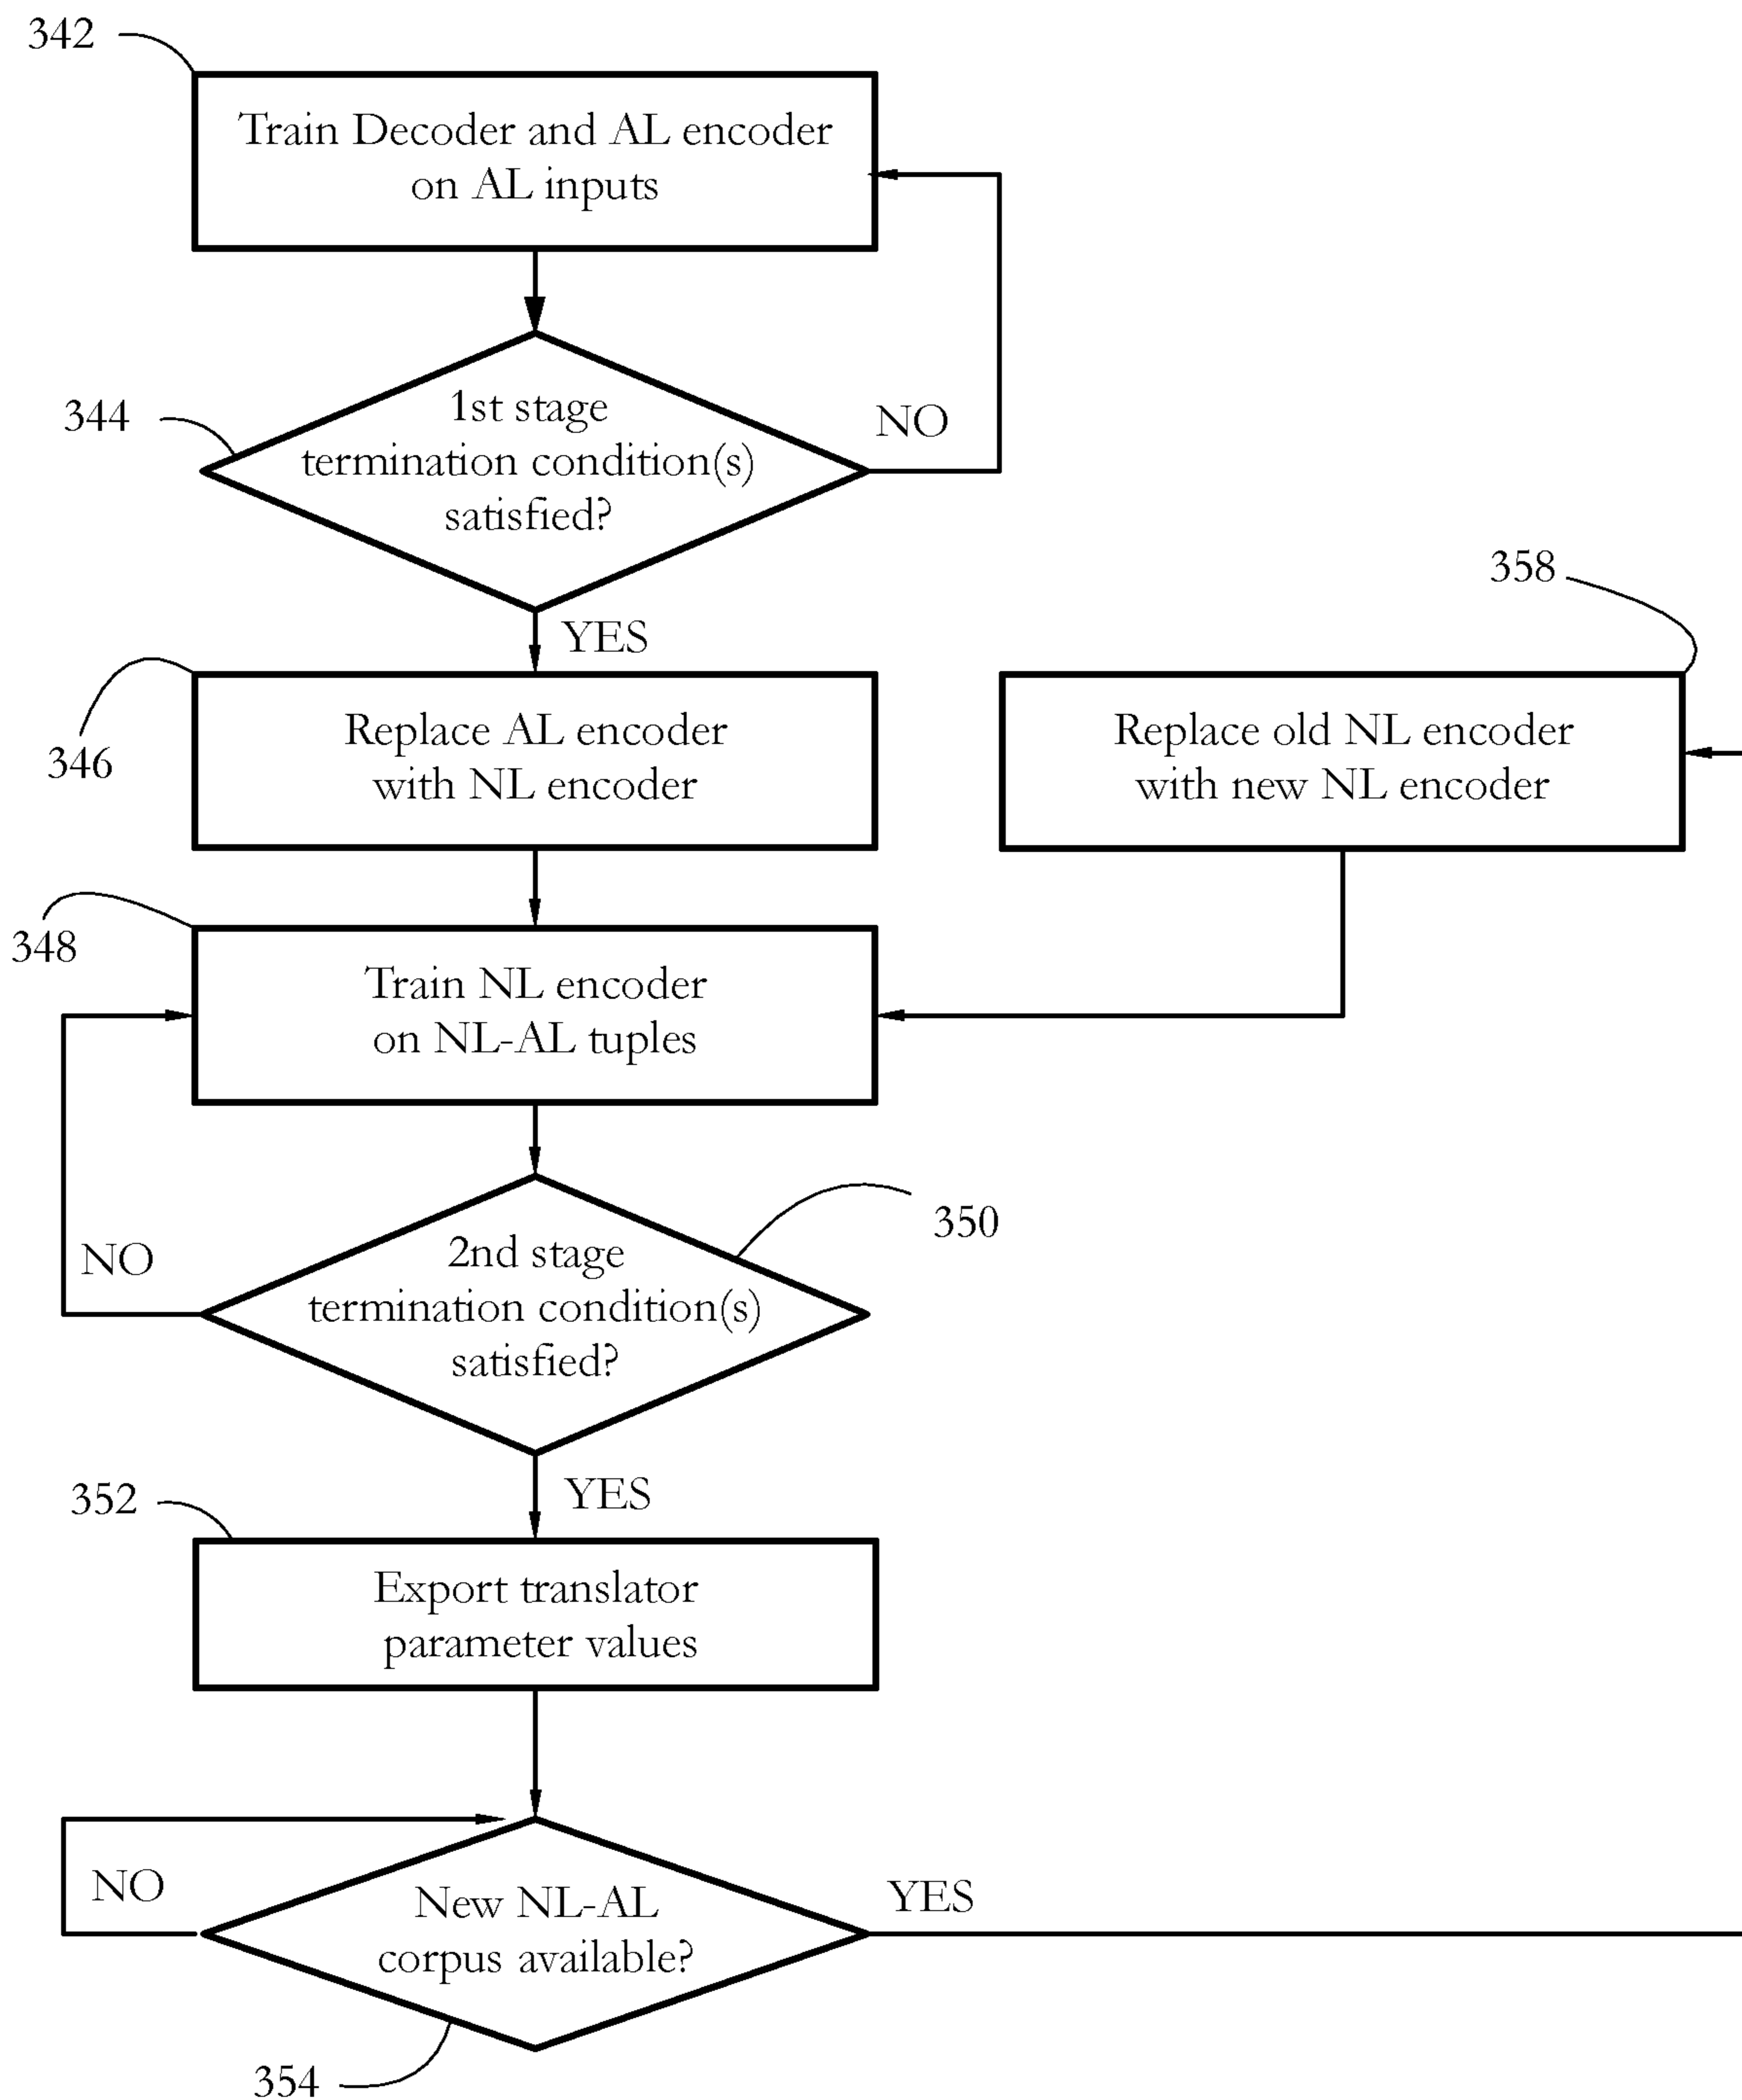 342
Train Decoder and AL encoder
on AL inputs
344
1st stage
termination condition(s)
satisfied?
NO
YES
358
346
Replace AL encoder
with NL encoder
Replace old NL encoder
with new NL encoder
348
Train NL encoder
on NL-AL tuples
350
NO
2nd stage
termination condition(s)
satisfied?
YES
352
Export translator
parameter values
NO
New NL-AL
corpus available?
YES
354